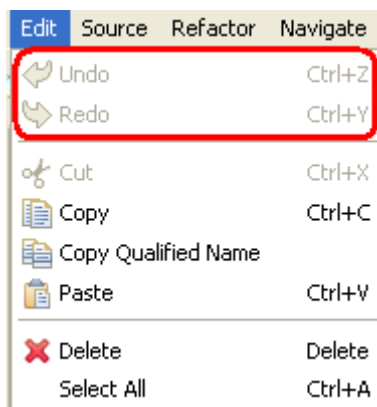 Edit Source Refactor Navigate
Undo Ctrl+Z
Redo Ctrl+Y
Cut Ctrl+X
Copy Ctrl+C
Copy Qualified Name
Paste Ctrl+V
Delete Delete
Select All Ctrl+A